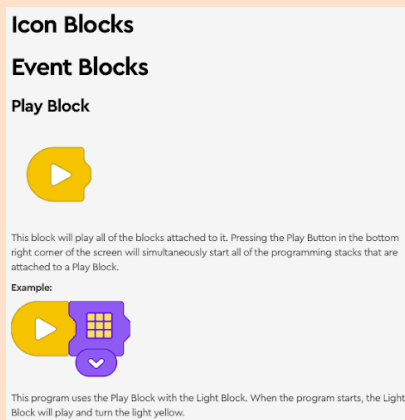 Icon Blocks
Event Blocks
Play Block
This block will play all of the blocks attached to it. Pressing the Play Button in the bottom
right corner of the screen will simultaneously start all of the programming stacks that are
attached to a Play Block.
Example:
This program uses the Play Block with the Light Block. When the program starts, the Light
Block will play and turn the light yellow.